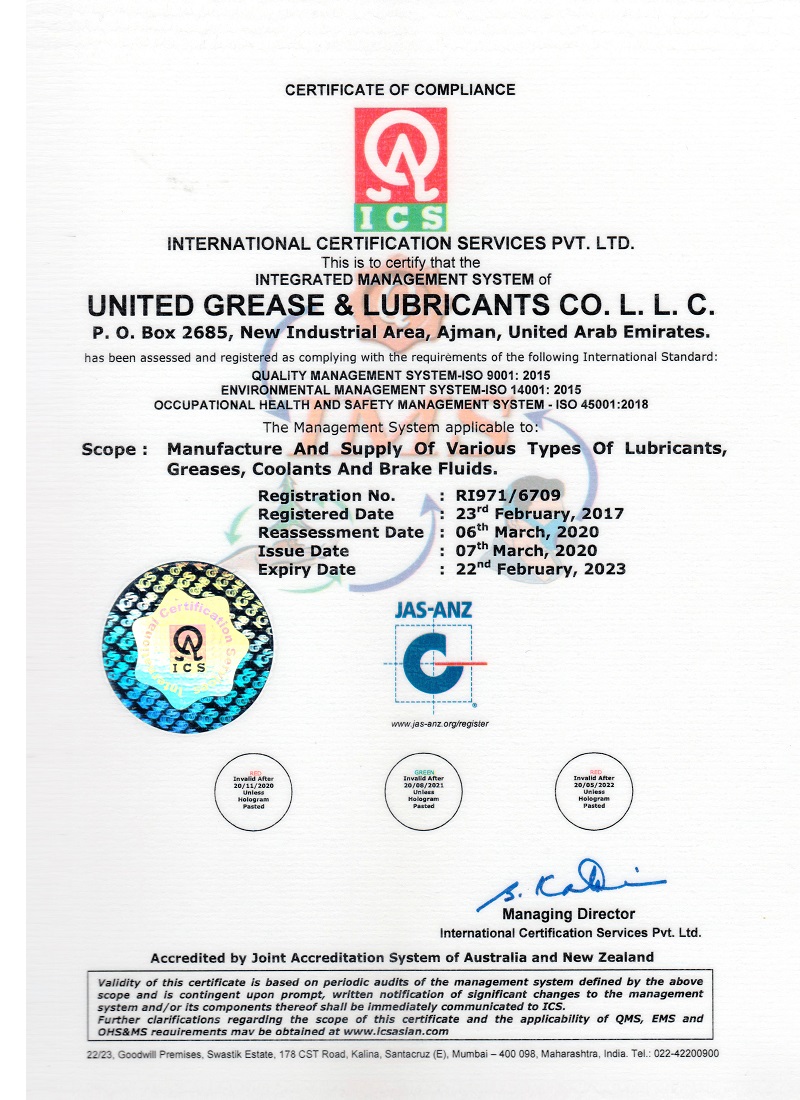 CERTIFICATE OF COMPLIANCE
ICS
INTERNATIONAL CERTIFICATION SERVICES PVT. LTD.
This is to certify that the
INTEGRATED MANAGEMENT SYSTEM of
UNITED GREASE & LUBRICANTS CO. L. L. C.
P. O. Box 2685, New Industrial Area, Ajman, United Arab Emirates.
has been assessed and registered as complying with the requirements of the following International Standard:
QUALITY MANAGEMENT SYSTEM-ISO 9001: 2015
ENVIRONMENTAL MANAGEMENT SYSTEM-ISO 14001: 2015
OCCUPATIONAL HEALTH AND SAFETY MANAGEMENT SYSTEM - ISO 45001:2018
IMS
The Management System applicable to:
Scope : Manufacture And Supply Of Various Types Of Lubricants,
Greases, Coolants And Brake Fluids.
Registration No. : RI971/6709
Registered Date : 23rd February, 2017
Reassessment Date : 06th March, 2020
Issue Date : 07th March, 2020
Expiry Date : 22nd February, 2023
International Certification Services
ICS
JAS-ANZ
®
www.jas-anz.org/register
RED
Invalid After
20/11/2020
Unless
Hologram
Pasted
GREEN
Invalid After
20/08/2021
Unless
Hologram
Pasted
RED
Invalid After
20/05/2022
Unless
Hologram
Pasted
Managing Director
International Certification Services Pvt. Ltd.
Accredited by Joint Accreditation System of Australia and New Zealand
Validity of this certificate is based on periodic audits of the management system defined by the above
scope and is contingent upon prompt, written notification of significant changes to the management
system and/or its components thereof shall be immediately communicated to ICS.
Further clarifications regarding the scope of this certificate and the applicability of QMS, EMS and
OHS&MS requirements may be obtained at www.icsasian.com
22/23, Goodwill Premises, Swastik Estate, 178 CST Road, Kalina, Santacruz (E), Mumbai – 400 098, Maharashtra, India. Tel.: 022-42200900